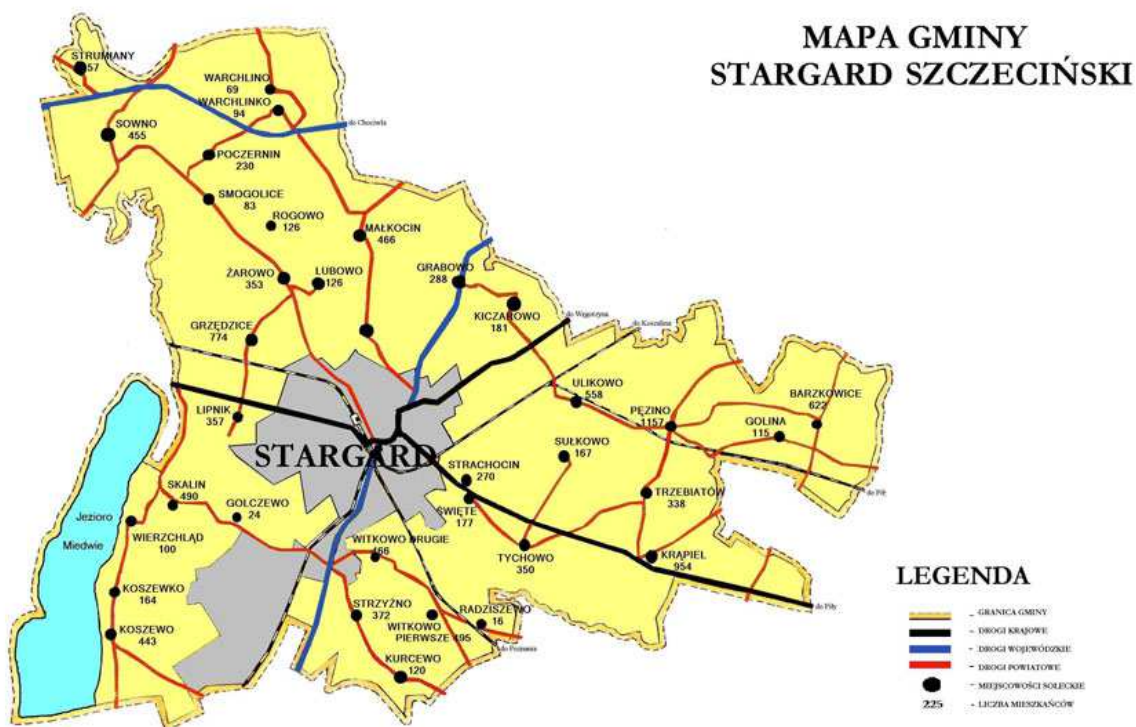 MAPA GMINY
STARGARD SZCZECIŃSKI
STRUMIANY
57
WARCHLINO
69
WARCHLINKO
94
do Chociwla
SOWNO
455
POCZERNIN
230
SMOGOLICE
83
ROGOWO
126
MAŁKOCIN
466
GRABOWO
288
ŻAROWO
353
LUBOWO
126
KICZAROWO
181
do Węgorzyna
do Koszalina
GRZĘDZICE
774
ULIKOWO
558
BARZKOWICE
622
PĘZINO
1157
GOLINA
115
LIPNIK
357
STARGARD
SUŁKOWO
167
STRACHOCIN
270
do Piły
SKALIN
490
GOLCZEWO
24
ŚWIĘTE
177
TRZEBIATÓW
338
Jezioro
Miedwie
WIERZCHLĄD
100
WITKOWO DRUGIE
466
TYCHOWO
350
KRĄPIEL
954
KOSZEWKO
164
STRZYŻNO
372
WITKOWO
PIERWSZE 495
RADZISZEWO
16
do Piły
KOSZEWO
443
KURCEWO
120
do Poznania
LEGENDA
- GRANICA GMINY
- DROGI KRAJOWE
- DROGI WOJEWÓDZKIE
- DROGI POWIATOWE
- MIEJSCOWOŚCI SOŁECKIE
225 - LICZBA MIESZKAŃCÓW